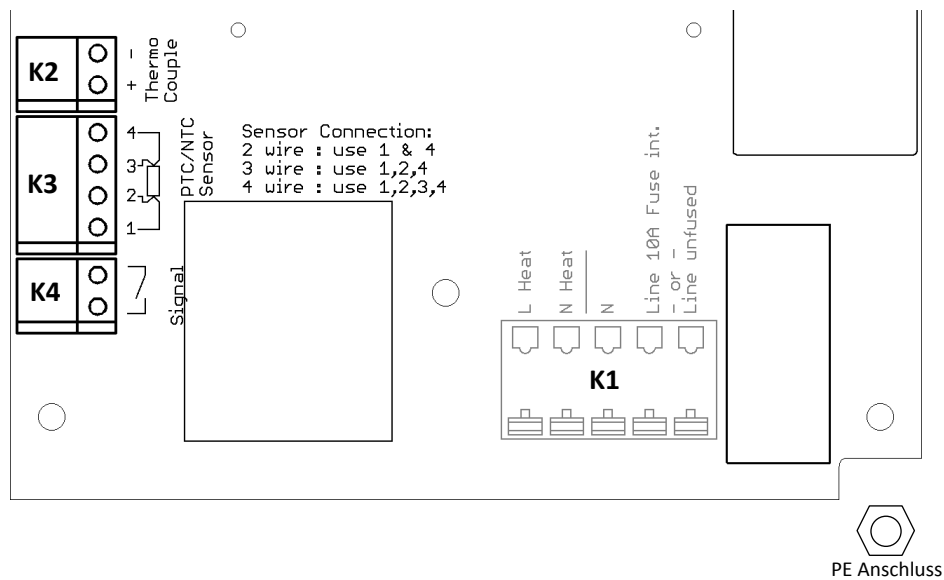 K2
-
+
Thermo
Couple
K3
4
3
2
1
PTC/NTC
Sensor
Sensor Connection:
2 wire : use 1 & 4
3 wire : use 1,2,4
4 wire : use 1,2,3,4
K4
Signal
L Heat
N Heat
N
Line 10A Fuse int.
- or -
Line unfused
K1
PE Anschluss